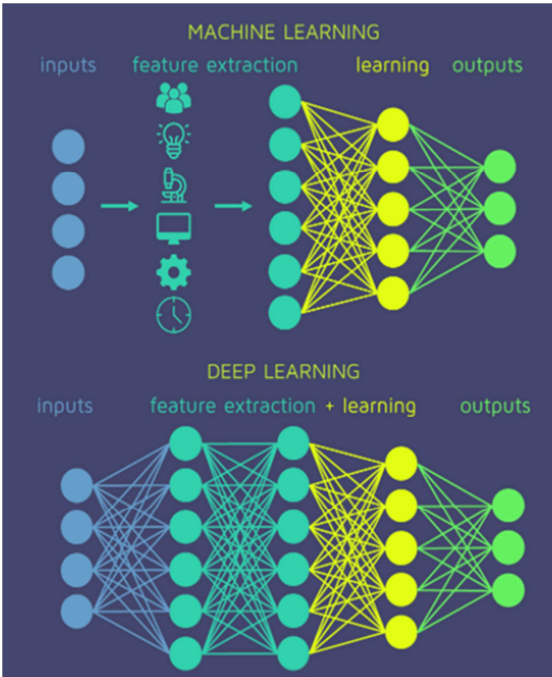 MACHINE LEARNING
inputs feature extraction learning outputs
DEEP LEARNING
inputs feature extraction + learning outputs